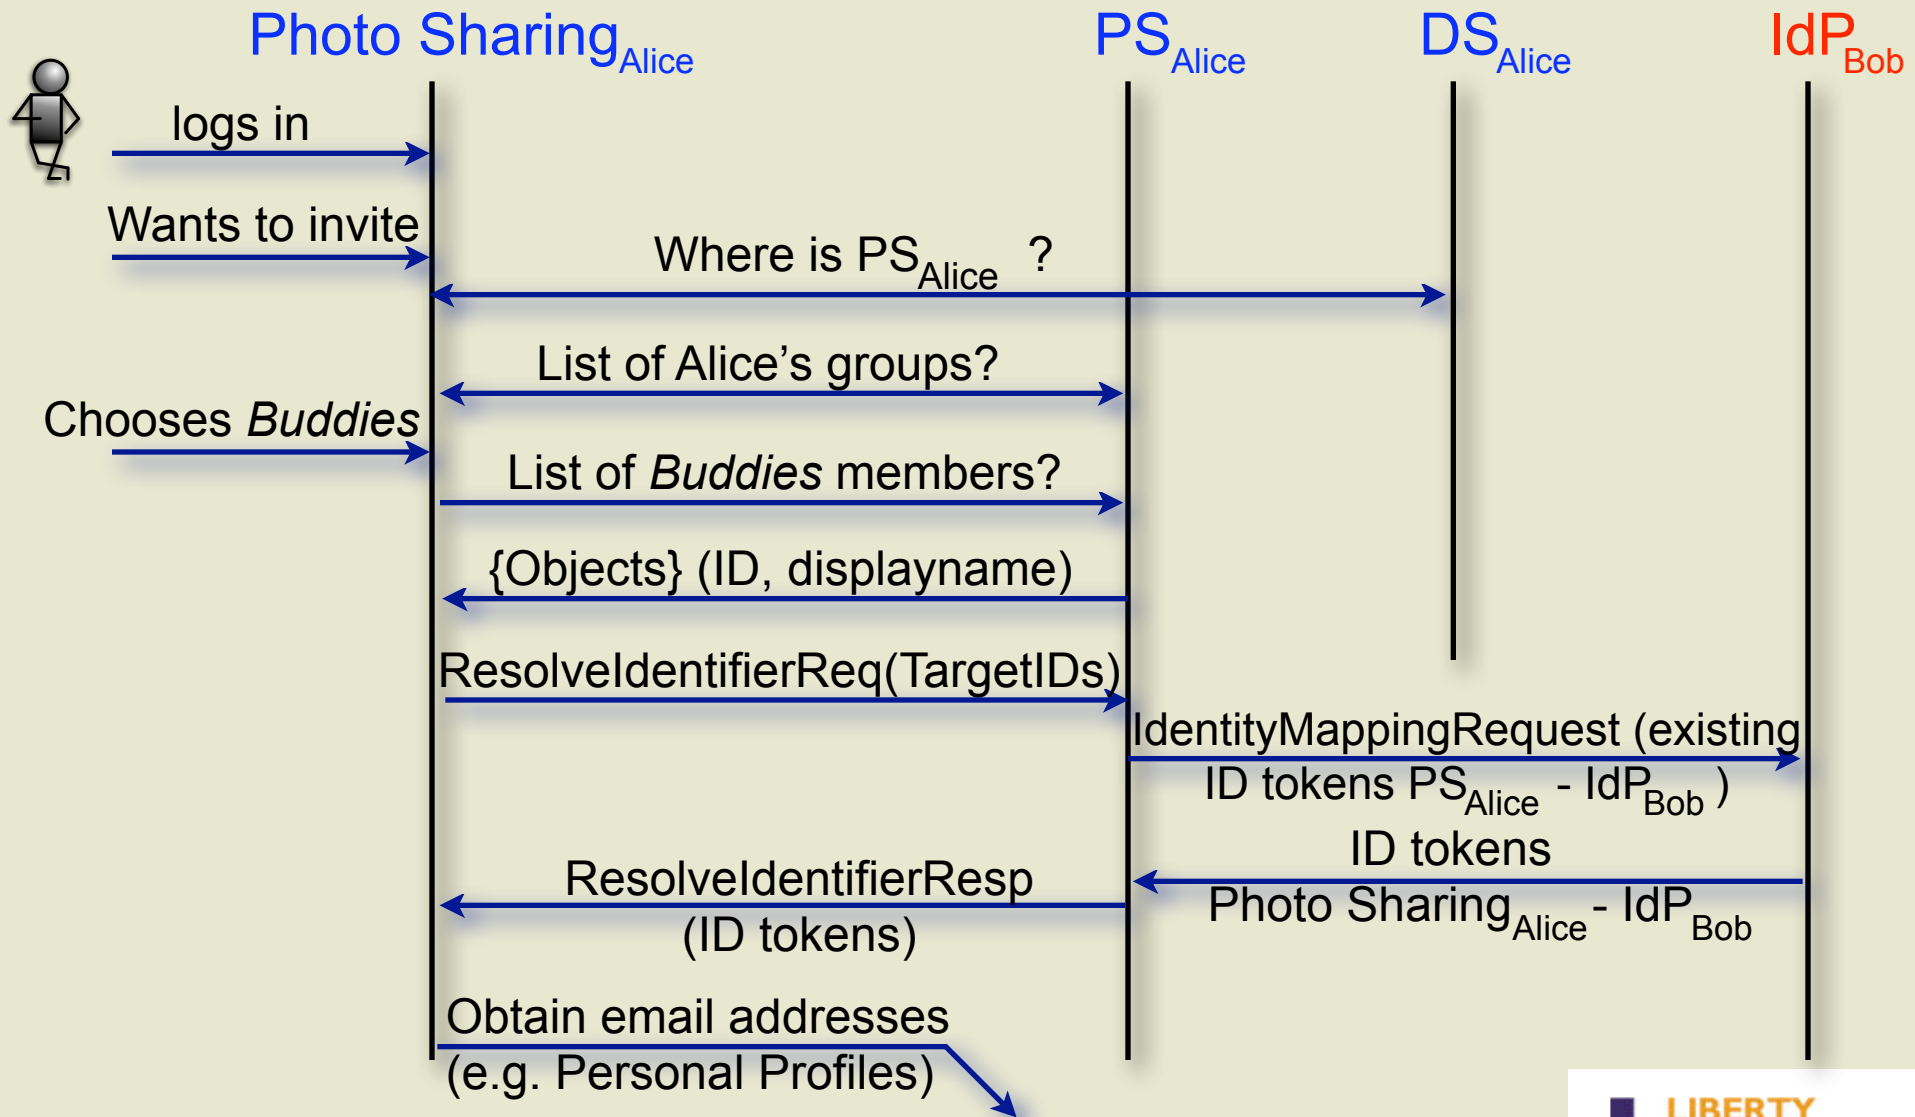 Photo SharingAlice PSAlice DSAlice IdPBob
logs in
Wants to invite
Where is PSAlice ?
List of Alice’s groups?
Chooses Buddies
List of Buddies members?
{Objects} (ID, displayname)
ResolveIdentifierReq(TargetIDs)
IdentityMappingRequest (existing
ID tokens PSAlice - IdPBob )
ID tokens
Photo SharingAlice - IdPBob
ResolveIdentifierResp
(ID tokens)
Obtain email addresses
(e.g. Personal Profiles)
LIBERTY